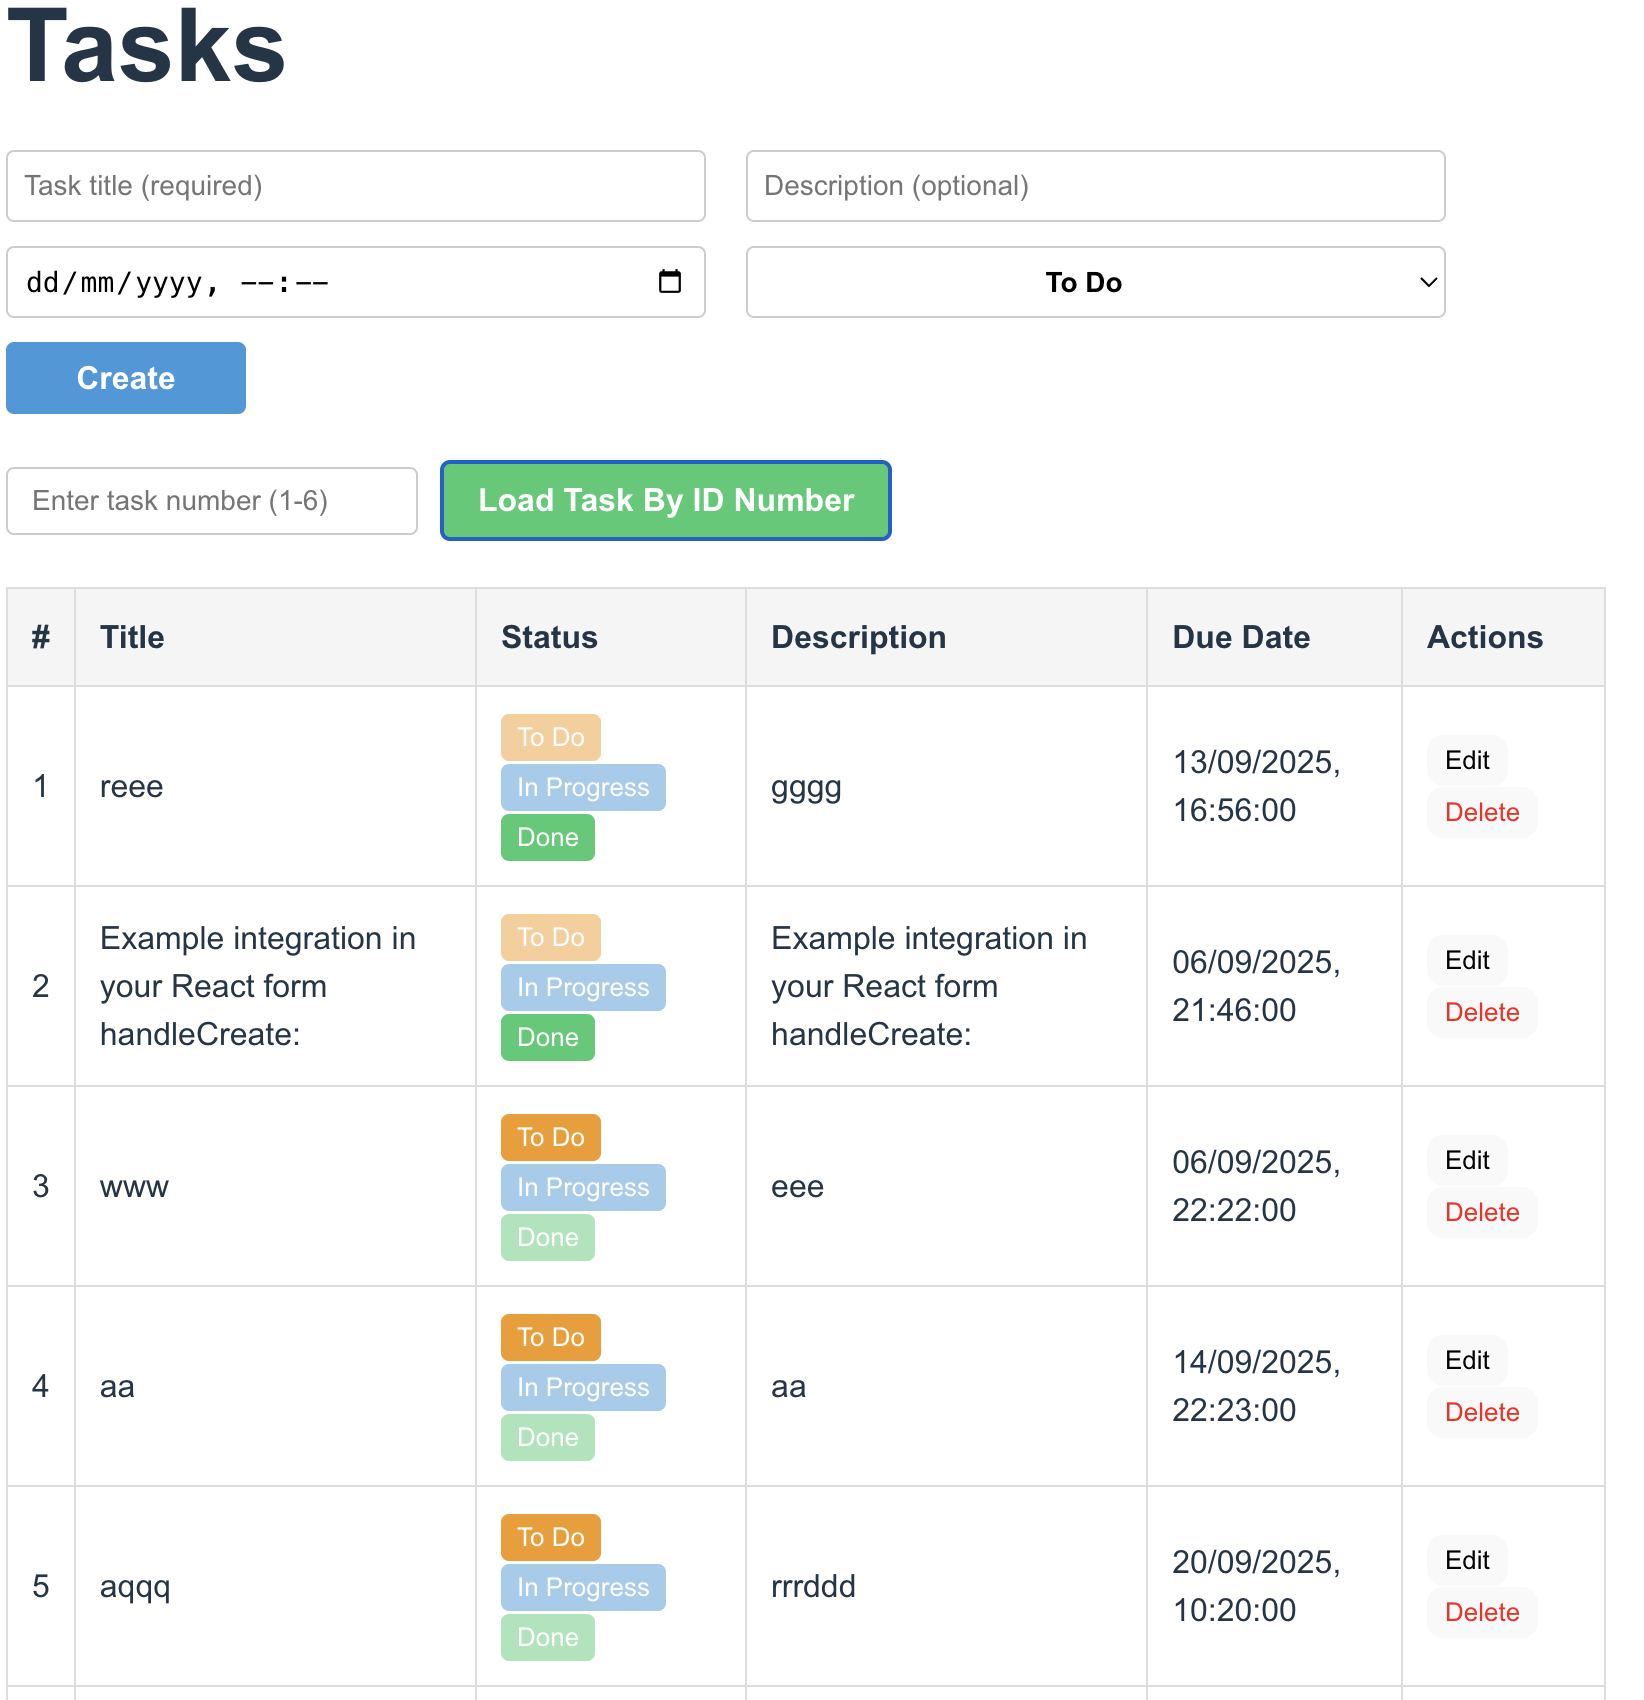 Tasks
Task title (required)
Description (optional)
dd/mm/yyyy, --:--
To Do
Create
Enter task number (1-6)
Load Task By ID Number
# Title Status Description Due Date Actions
1
reee
To Do
In Progress
Done
gggg
13/09/2025,
16:56:00
Edit
Delete
2
Example integration in
your React form
handleCreate:
To Do
In Progress
Done
Example integration in
your React form
handleCreate:
06/09/2025,
21:46:00
Edit
Delete
3
www
To Do
In Progress
Done
eee
06/09/2025,
22:22:00
Edit
Delete
4
aa
To Do
In Progress
Done
aa
14/09/2025,
22:23:00
Edit
Delete
5
aqqq
To Do
In Progress
Done
rrrddd
20/09/2025,
10:20:00
Edit
Delete